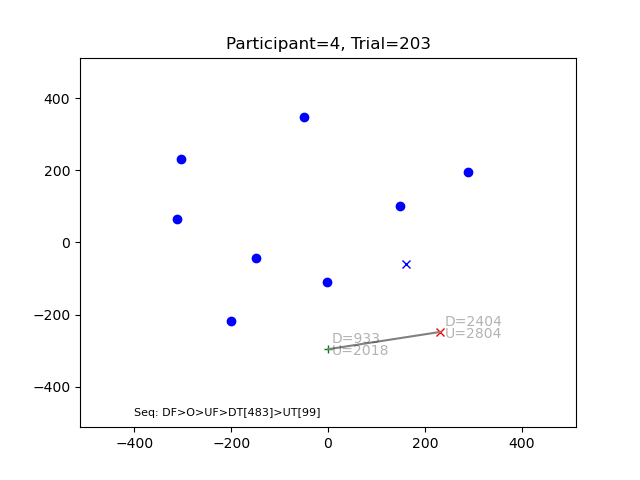 Participant=4, Trial=203
400
200
0
−200
−400
D=2404
U=2804
D=933
U=2018
Seq: DF>O>UF>DT[483]>UT[99]
−400 −200 0 200 400